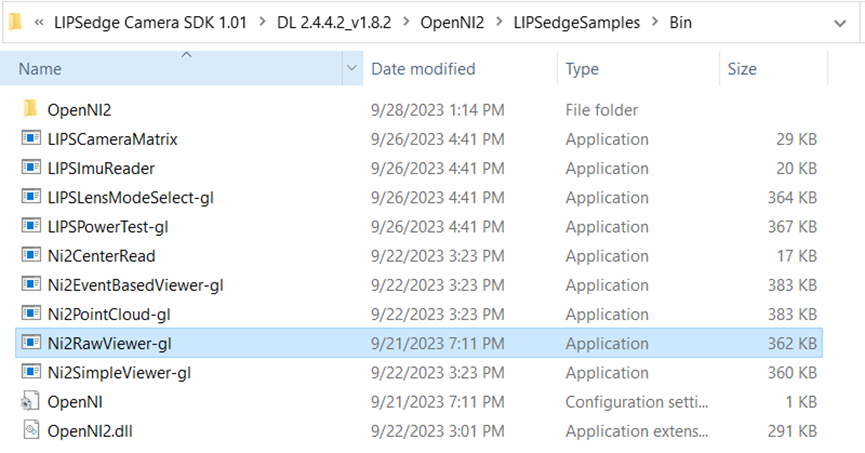 « LIPSedge Camera SDK 1.01 > DL 2.4.4.2_v1.8.2 > OpenNI2 > LIPSedgeSamples > Bin
Name Date modified Type Size
OpenNI2 9/28/2023 1:14 PM File folder
LIPSCameraMatrix 9/26/2023 4:41 PM Application 29 KB
LIPSImuReader 9/26/2023 4:41 PM Application 20 KB
LIPSLensModeSelect-gl 9/26/2023 4:41 PM Application 364 KB
LIPSPowerTest-gl 9/26/2023 4:41 PM Application 367 KB
Ni2CenterRead 9/22/2023 3:23 PM Application 17 KB
Ni2EventBasedViewer-gl 9/22/2023 3:23 PM Application 383 KB
Ni2PointCloud-gl 9/22/2023 3:23 PM Application 383 KB
Ni2RawViewer-gl 9/21/2023 7:11 PM Application 362 KB
Ni2SimpleViewer-gl 9/22/2023 3:23 PM Application 360 KB
OpenNI 9/21/2023 7:11 PM Configuration setti... 1 KB
OpenNI2.dll 9/22/2023 3:01 PM Application extens... 291 KB